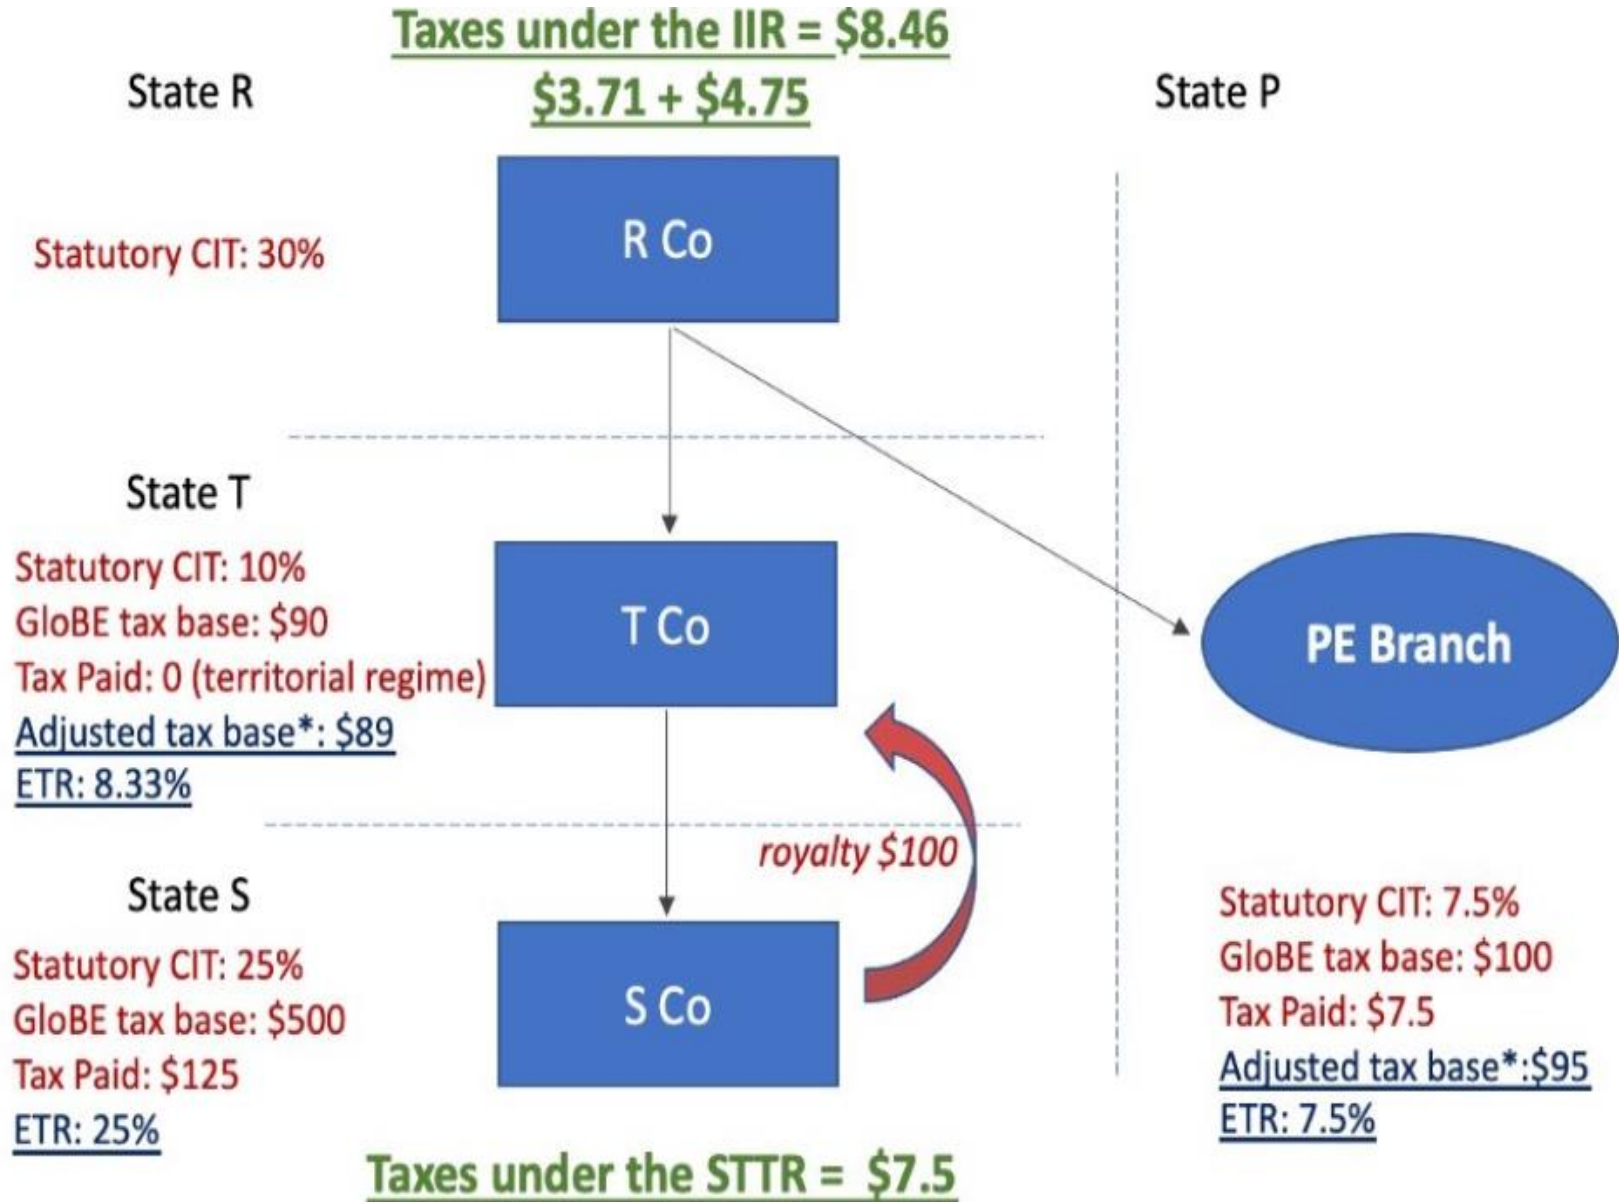 Taxes under the IIR = $8.46
$3.71 + $4.75
State R
State P
Statutory CIT: 30%
R Co
State T
Statutory CIT: 10%
GloBE tax base: $90
Tax Paid: 0 (territorial regime)
Adjusted tax base*: $89
ETR: 8.33%
T Co
PE Branch
royalty $100
State S
Statutory CIT: 25%
GloBE tax base: $500
Tax Paid: $125
ETR: 25%
S Co
Statutory CIT: 7.5%
GloBE tax base: $100
Tax Paid: $7.5
Adjusted tax base*:$95
ETR: 7.5%
Taxes under the STTR = $7.5